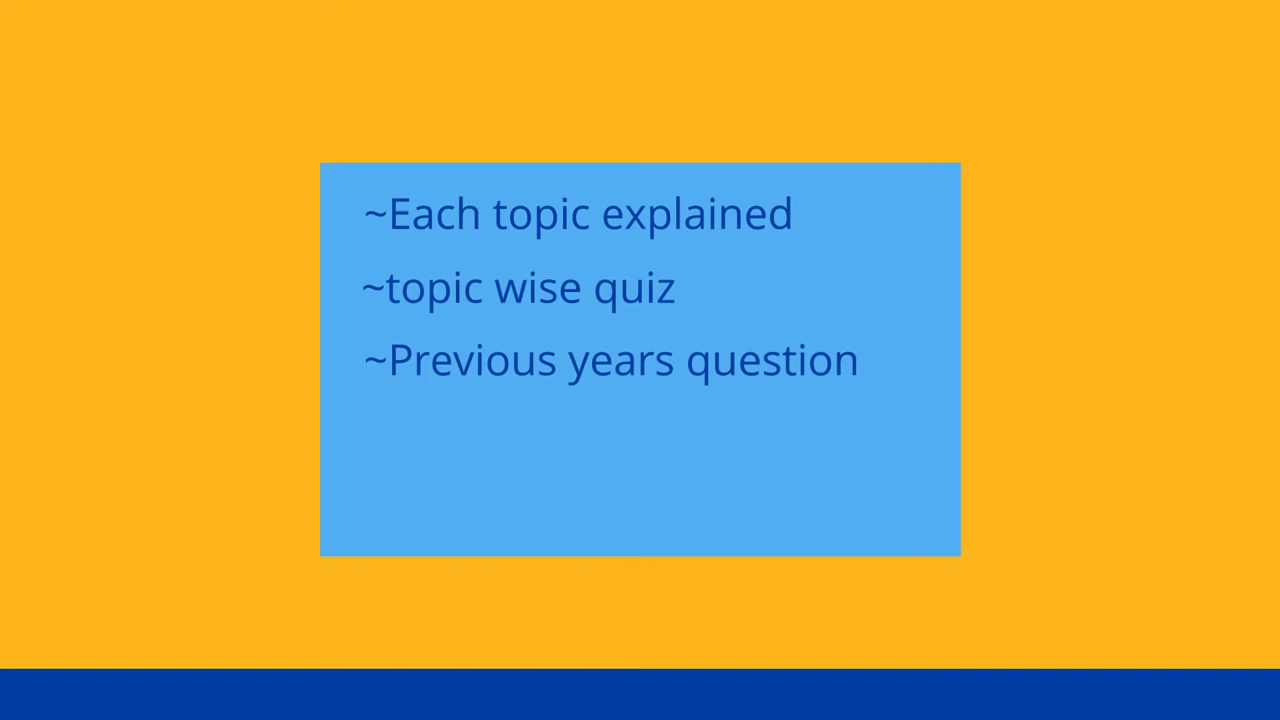 ~Each topic explained
~topic wise quiz
~Previous years question